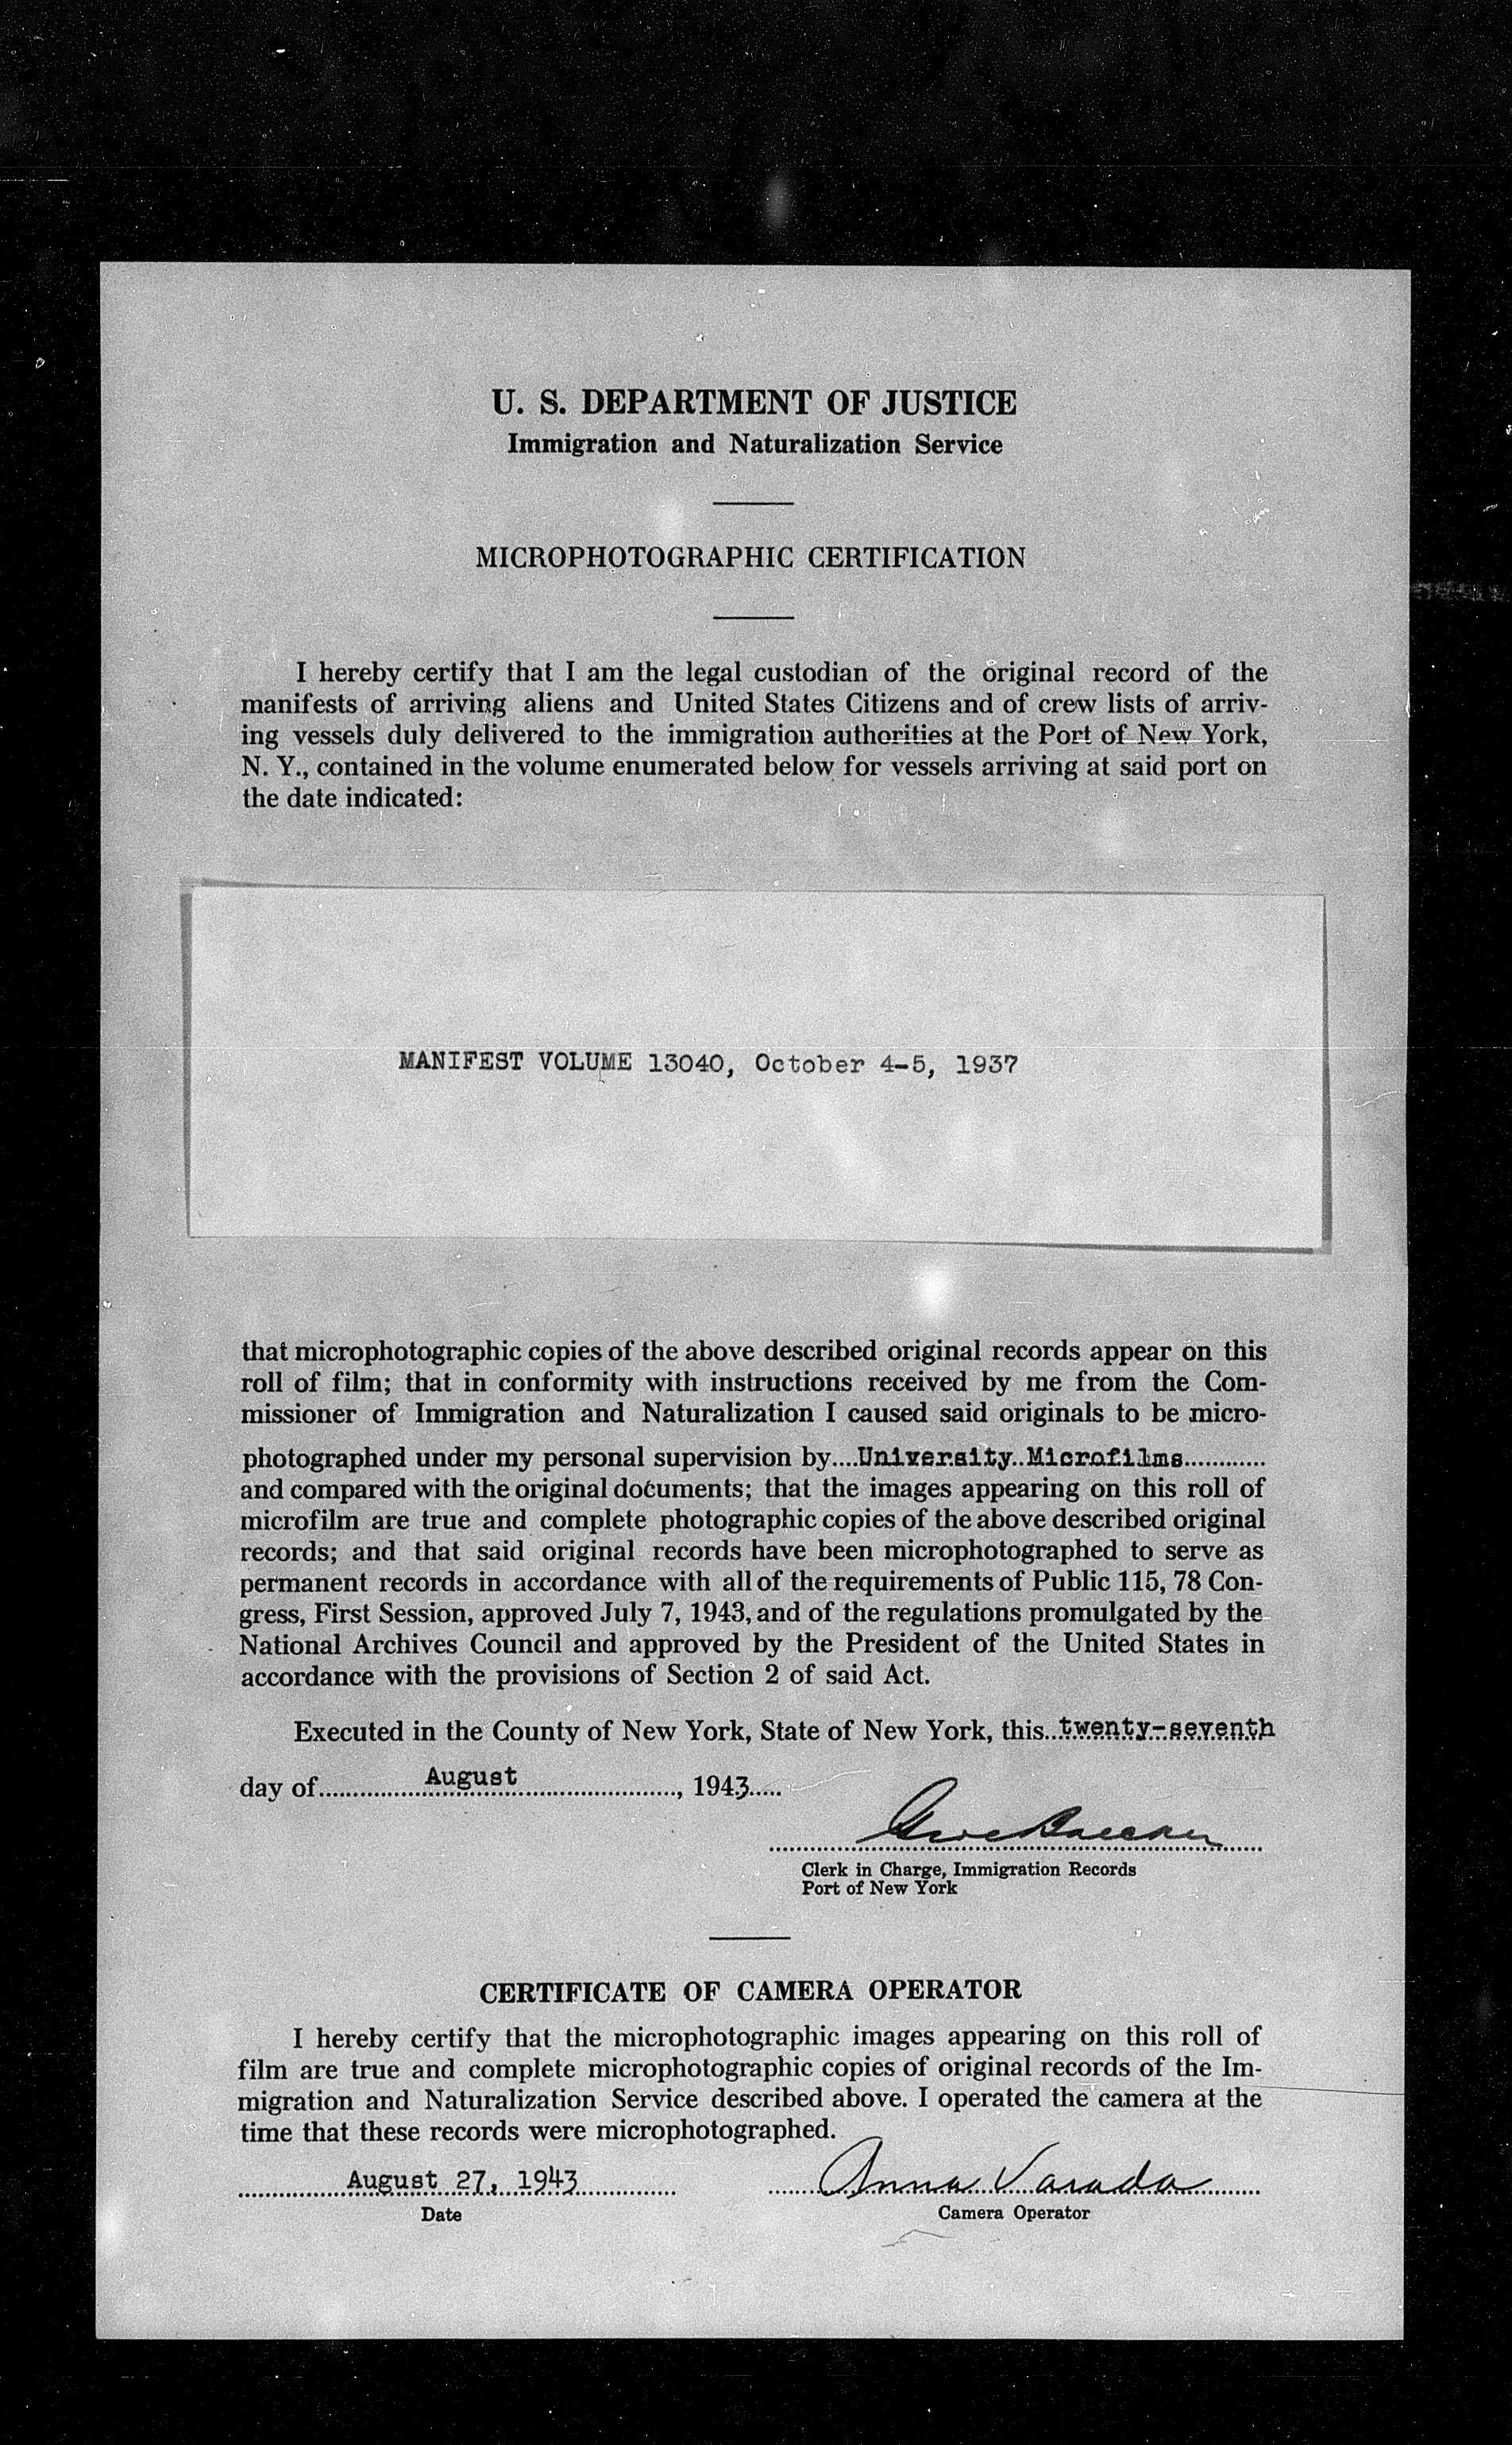 U. S. DEPARTMENT OF JUSTICE
Immigration and Naturalization Service
MICROPHOTOGRAPHIC CERTIFICATION
I hereby certify that I am the legal custodian of the original record of the
manifests of arriving aliens and United States Citizens and of crew lists of arriv-
ing vessels duly delivered to the immigration authorities at the Port of New York,
N. Y., contained in the volume enumerated below for vessels arriving at said port on
the date indicated:
MANIFEST VOLUME 13040, October 4-5, 1937
that microphotographic copies of the above described original records appear on this
roll of film; that in conformity with instructions received by me from the Com-
missioner of Immigration and Naturalization I caused said originals to be micro-
photographed under my personal supervision by....University Microfilms............
and compared with the original documents; that the images appearing on this roll of
microfilm are true and complete photographic copies of the above described original
records; and that said original records have been microphotographed to serve as
permanent records in accordance with all of the requirements of Public 115, 78 Con-
gress, First Session, approved July 7, 1943, and of the regulations promulgated by the
National Archives Council and approved by the President of the United States in
accordance with the provisions of Section 2 of said Act.
Executed in the County of New York, State of New York, this...twenty-seventh
day of................August......................, 1943.....
Clerk in Charge, Immigration Records
Port of New York
CERTIFICATE OF CAMERA OPERATOR
I hereby certify that the microphotographic images appearing on this roll of
film are true and complete microphotographic copies of original records of the Im-
migration and Naturalization Service described above. I operated the camera at the
time that these records were microphotographed.
August 27, 1943 Anna Varada
Date Camera Operator